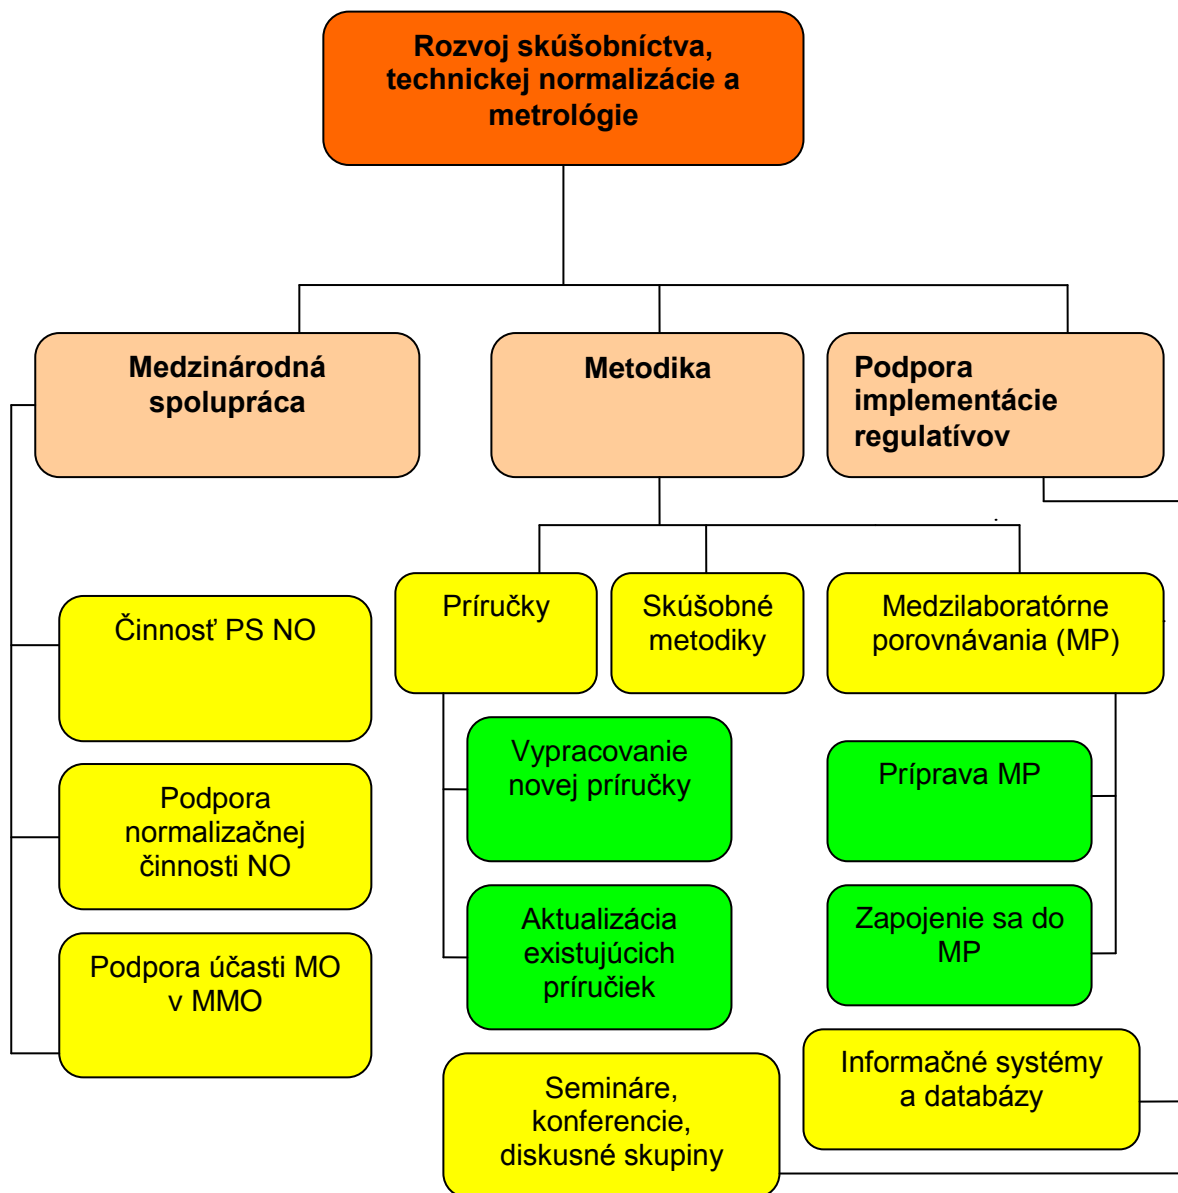 Rozvoj skúšobníctva,
technickej normalizácie a
metrológie
Medzinárodná
spolupráca
Metodika
Podpora
implementácie
regulatívov
Činnosť PS NO
Podpora
normalizačnej
činnosti NO
Podpora účasti MO
v MMO
Príručky
Skúšobné
metodiky
Medzilaboratórne
porovnávania (MP)
Vypracovanie
novej príručky
Aktualizácia
existujúcich
príručiek
Príprava MP
Zapojenie sa do
MP
Semináre,
konferencie,
diskusné skupiny
Informačné systémy
a databázy